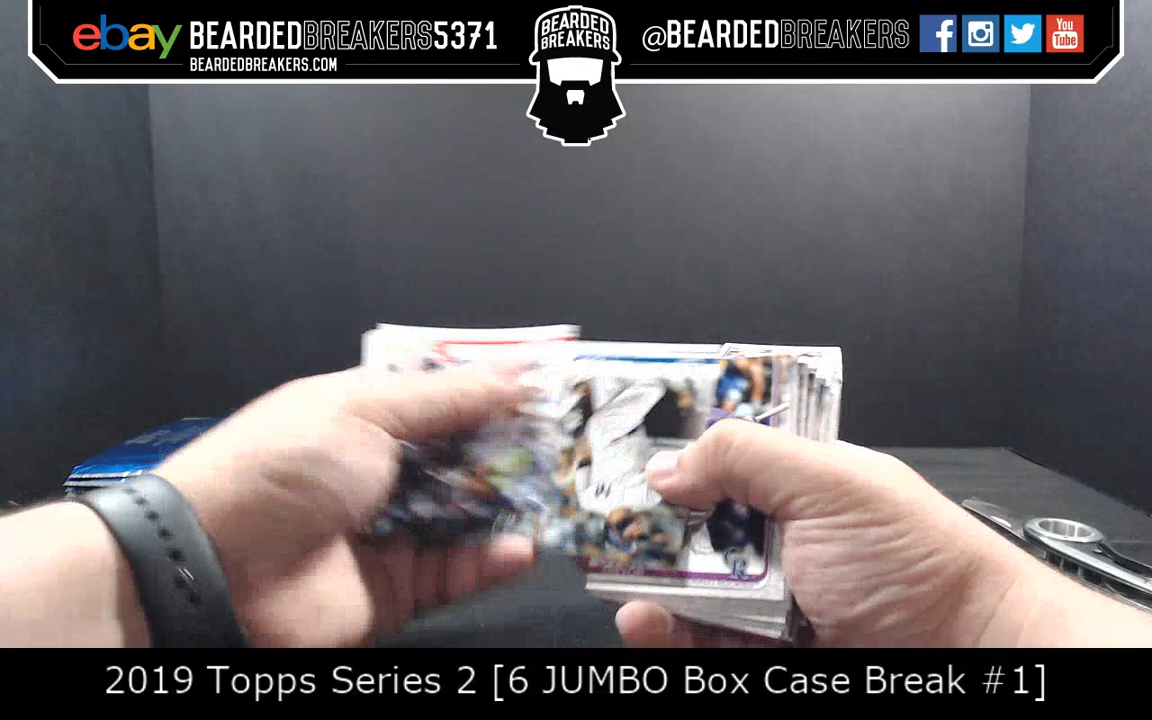 ebay BEARDEDBREAKERS5371
BEARDEDBREAKERS.COM
BEARDED
BREAKERS
@BEARDEDBREAKERS
You
Tube
2019 Topps Series 2 [6 JUMBO Box Case Break #1]